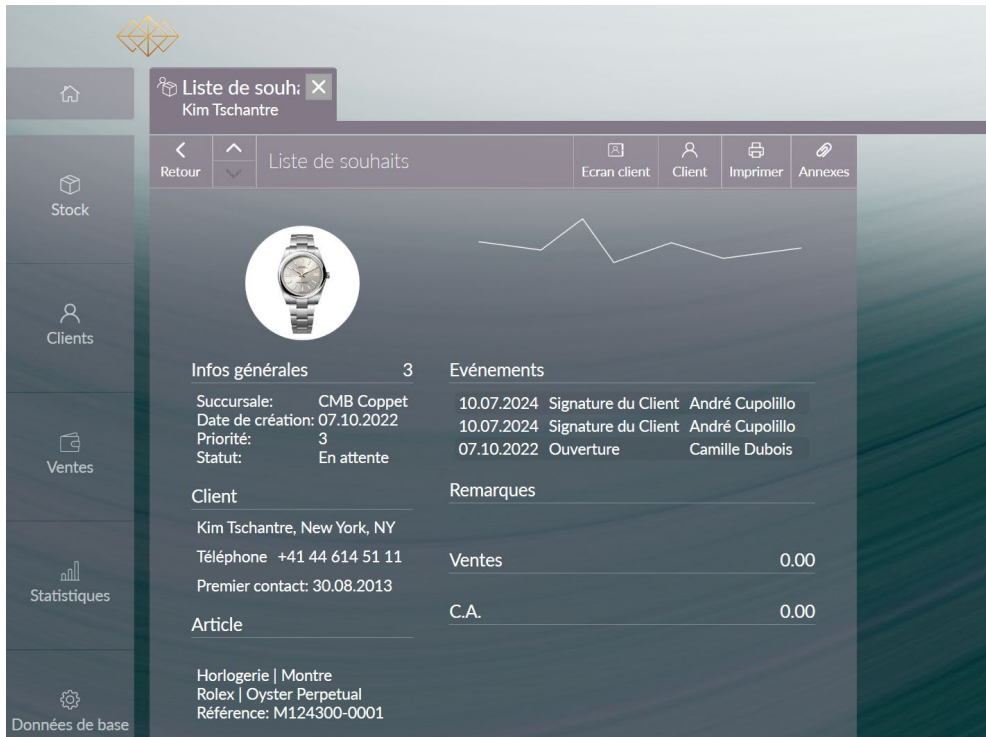 Liste de souh:
Kim Tschantre
Retour
Liste de souhaits
Ecran client
Client
Imprimer
Annexes
Stock
Clients
Ventes
Statistiques
Données de base
Infos générales 3
Succursale: CMB Coppet
Date de création: 07.10.2022
Priorité: 3
Statut: En attente
Client
Kim Tschantre, New York, NY
Téléphone +41 44 614 51 11
Premier contact: 30.08.2013
Article
Horlogerie | Montre
Rolex | Oyster Perpetual
Référence: M124300-0001
Evénements
10.07.2024 Signature du Client André Cupolillo
10.07.2024 Signature du Client André Cupolillo
07.10.2022 Ouverture Camille Dubois
Remarques
Ventes 0.00
C.A. 0.00